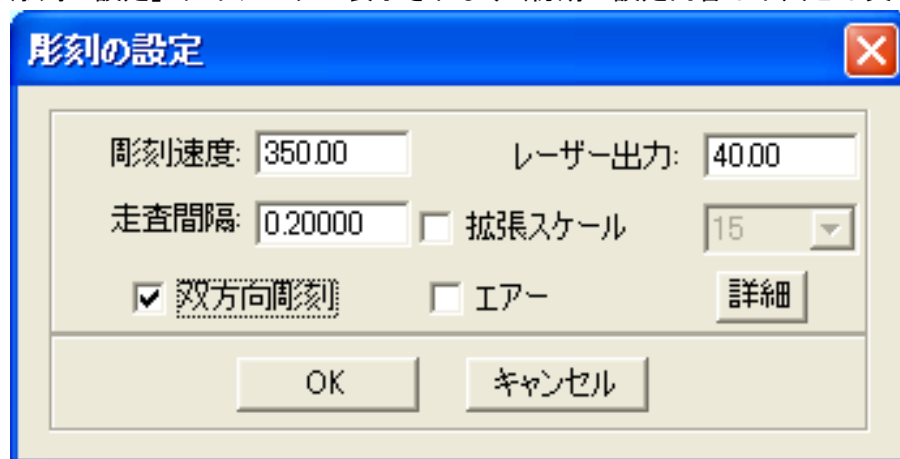 彫刻の設定
彫刻速度: 350.00 レーザー出力: 40.00
走査間隔: 0.20000 拡張スケール 15
双方向彫刻 エアー 詳細
OK キャンセル